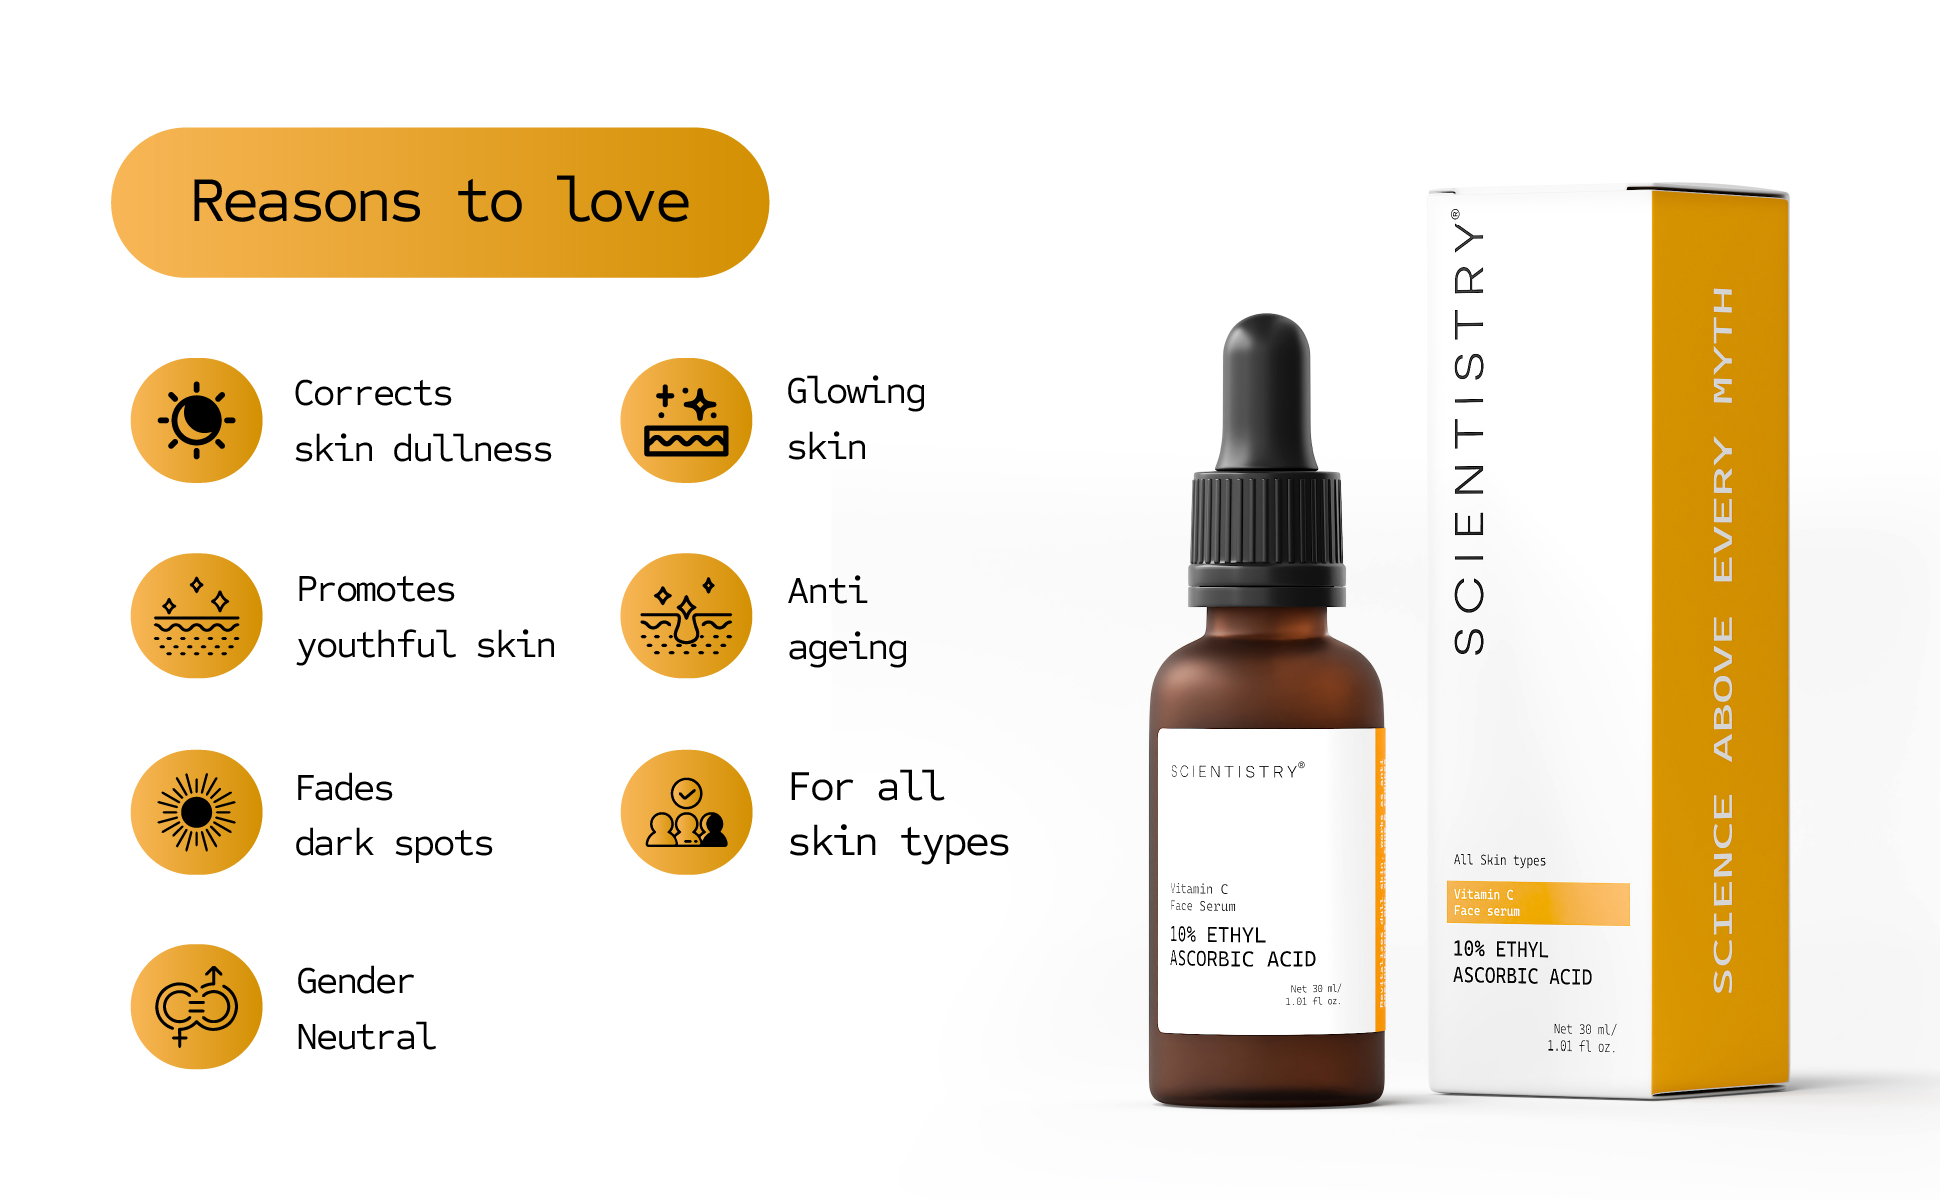 Reasons to love
Corrects
skin dullness
Glowing
skin
Promotes
youthful skin
Anti
ageing
Fades
dark spots
For all
skin types
Gender
Neutral
SCIENTISTRY®
Vitamin C
Face Serum
10% ETHYL
ASCORBIC ACID
Net 30 ml/
1.01 fl oz.
SCIENTISTRY®
All Skin types
Vitamin C
Face serum
10% ETHYL
ASCORBIC ACID
Net 30 ml/
1.01 fl oz.
SCIENCE ABOVE EVERY MYTH